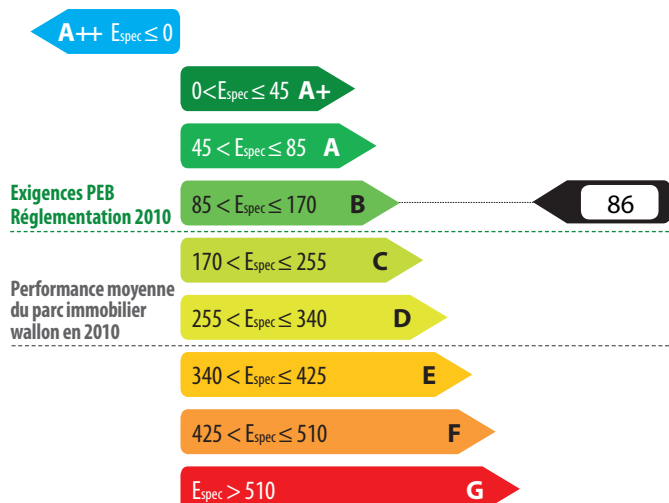 A++ Espec ≤ 0
0<Espec ≤ 45 A+
45 < Espec ≤ 85 A
Exigences PEB
Réglementation 2010
85 < Espec ≤ 170 B
86
170 < Espec ≤ 255 C
Performance moyenne
du parc immobilier
wallon en 2010
255 < Espec ≤ 340 D
340 < Espec ≤ 425 E
425 < Espec ≤ 510 F
Espec > 510 G